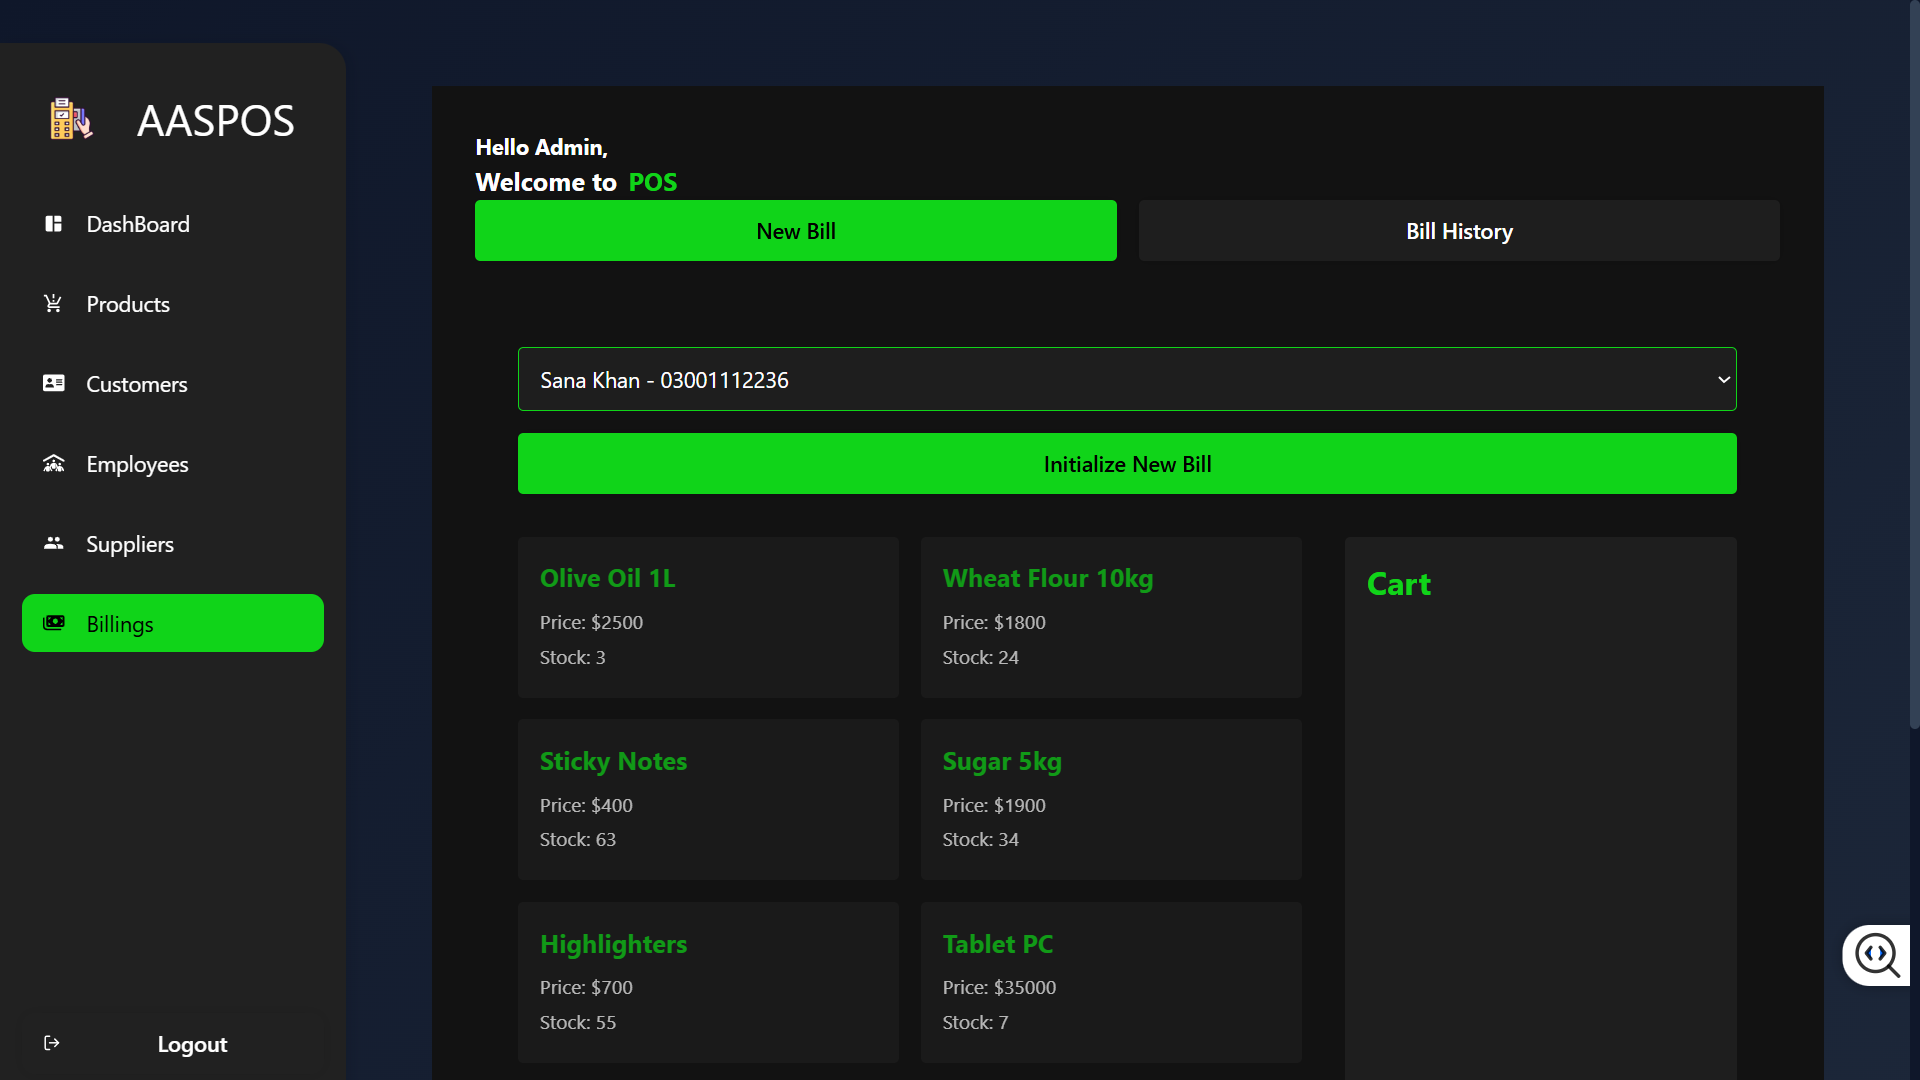 AASPOS
DashBoard
Products
Customers
Employees
Suppliers
Billings
Logout
Hello Admin,
Welcome to POS
New Bill
Bill History
Sana Khan - 03001112236
Initialize New Bill
Olive Oil 1L
Price: $2500
Stock: 3
Wheat Flour 10kg
Price: $1800
Stock: 24
Sticky Notes
Price: $400
Stock: 63
Sugar 5kg
Price: $1900
Stock: 34
Highlighters
Price: $700
Stock: 55
Tablet PC
Price: $35000
Stock: 7
Cart